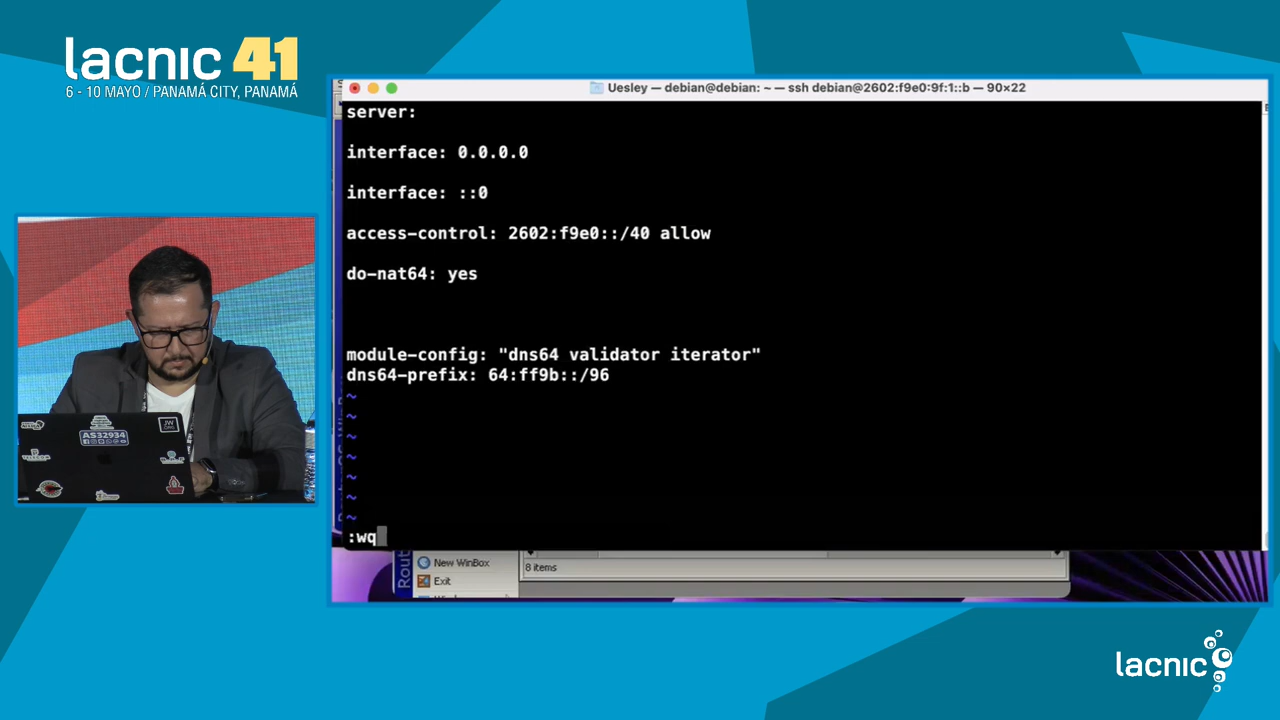 lacnic 41
6 - 10 MAYO / PANAMÁ CITY, PANAMÁ
Uesley — debian@debian: ~ — ssh debian@2602:f9e0:9f:1::b — 90×22
server:
interface: 0.0.0.0
interface: ::0
access-control: 2602:f9e0::/40 allow
do-nat64: yes
module-config: "dns64 validator iterator"
dns64-prefix: 64:ff9b::/96
~
~
~
~
~
~
~
:wq
AS32934
New WinBox
Exit
8 items
lacnic